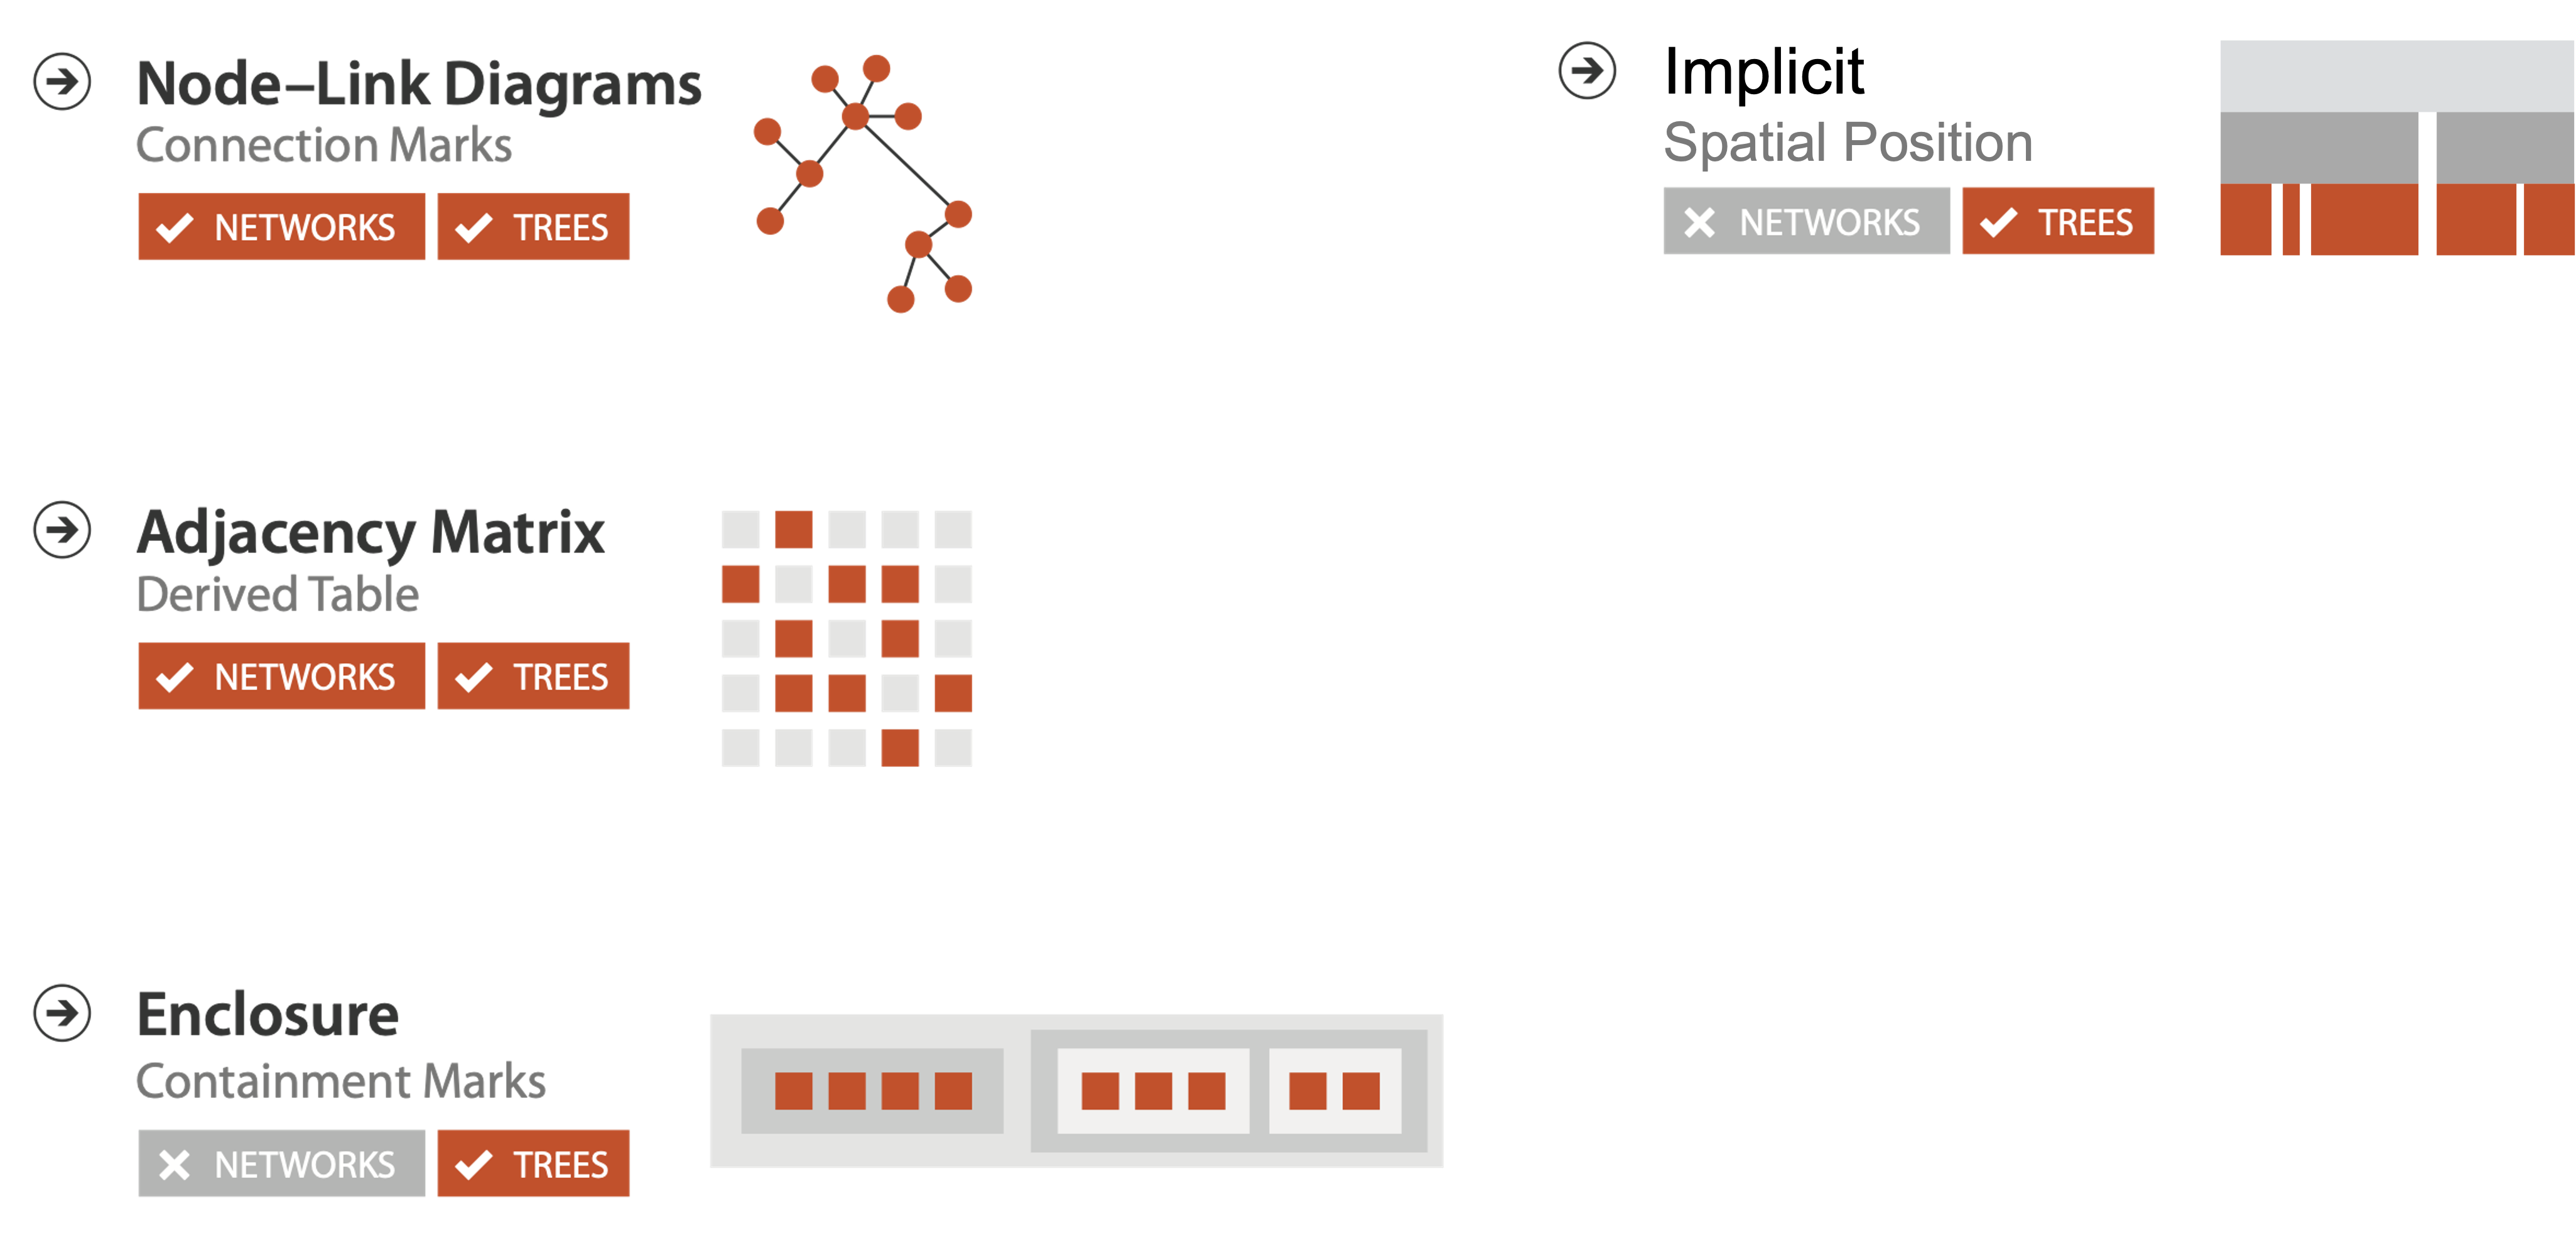 Node–Link Diagrams
Connection Marks
NETWORKS TREES
Adjacency Matrix
Derived Table
NETWORKS TREES
Enclosure
Containment Marks
NETWORKS TREES
Implicit
Spatial Position
NETWORKS TREES